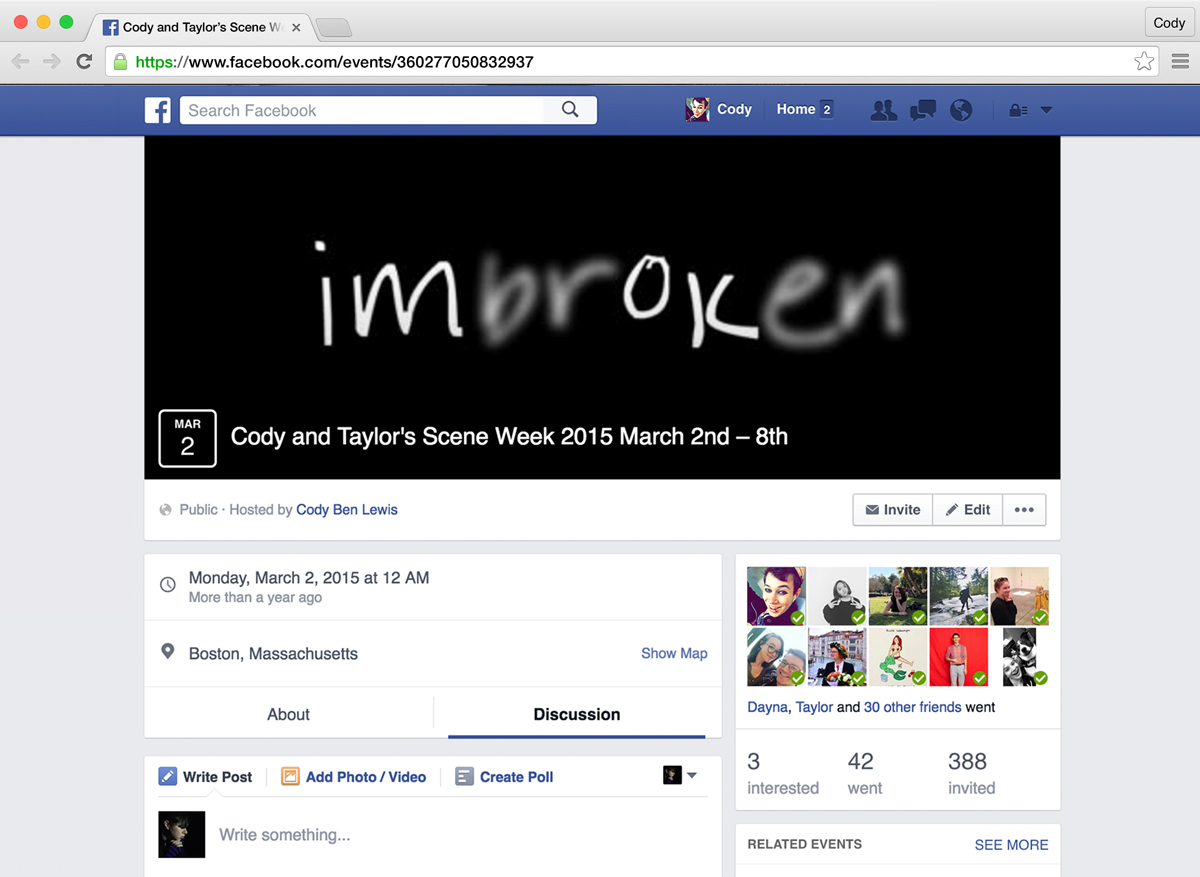 Cody and Taylor's Scene W
Cody
https://www.facebook.com/events/360277050832937
Search Facebook
Cody
Home 2
imbroken
MAR
2
Cody and Taylor's Scene Week 2015 March 2nd – 8th
Public · Hosted by Cody Ben Lewis
Invite
Edit
Monday, March 2, 2015 at 12 AM
More than a year ago
Boston, Massachusetts
Show Map
About
Discussion
Dayna, Taylor and 30 other friends went
3
42
388
interested
went
invited
Write Post
Add Photo / Video
Create Poll
Write something...
RELATED EVENTS
SEE MORE